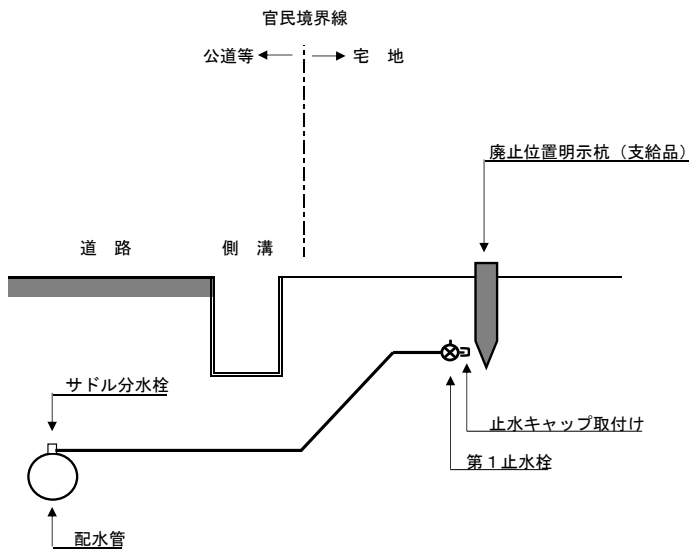 官民境界線
公道等 宅 地
廃止位置明示杭（支給品）
道 路 側 溝
サドル分水栓
止水キャップ取付け
第１止水栓
配水管